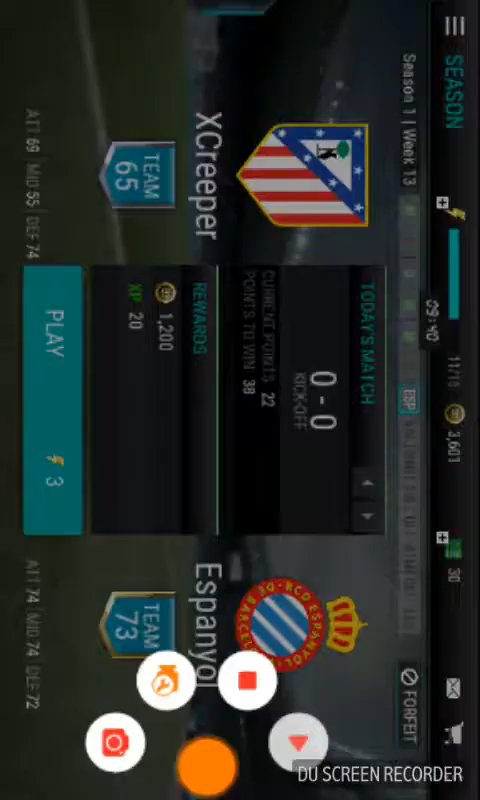 SEASON
11/15
3,601
30
Season 1 | Week 13
09:40
ESP
FORFEIT
TODAY'S MATCH
0 - 0
KICK-OFF
CURRENT POINTS 22
POINTS TO WIN 38
REWARDS
1,200
XP 20
PLAY
3
XCreeper
TEAM
65
ATT 69 | MID 55 | DEF 74
Espanyol
TEAM
73
ATT 74 | MID 74 | DEF 72
DU SCREEN RECORDER